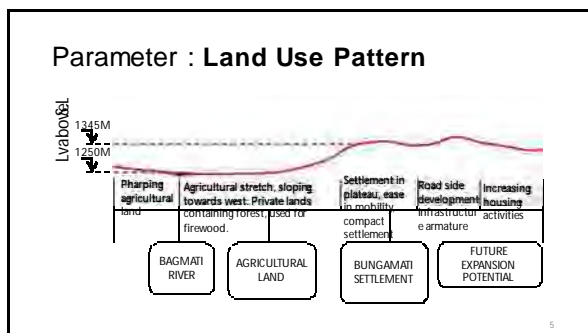 Parameter : Land Use Pattern
1345M
1250M
Pharping
agricultural
land
Agricultural stretch, sloping
towards west. Private lands
containing forest, used for
firewood.
Settlement in
plateau, ease
in mobility,
compact
settlement
Road side
development,
infrastructur
e armature
Increasing
housing
activities
BAGMATI
RIVER
AGRICULTURAL
LAND
BUNGAMATI
SETTLEMENT
FUTURE
EXPANSION
POTENTIAL
5